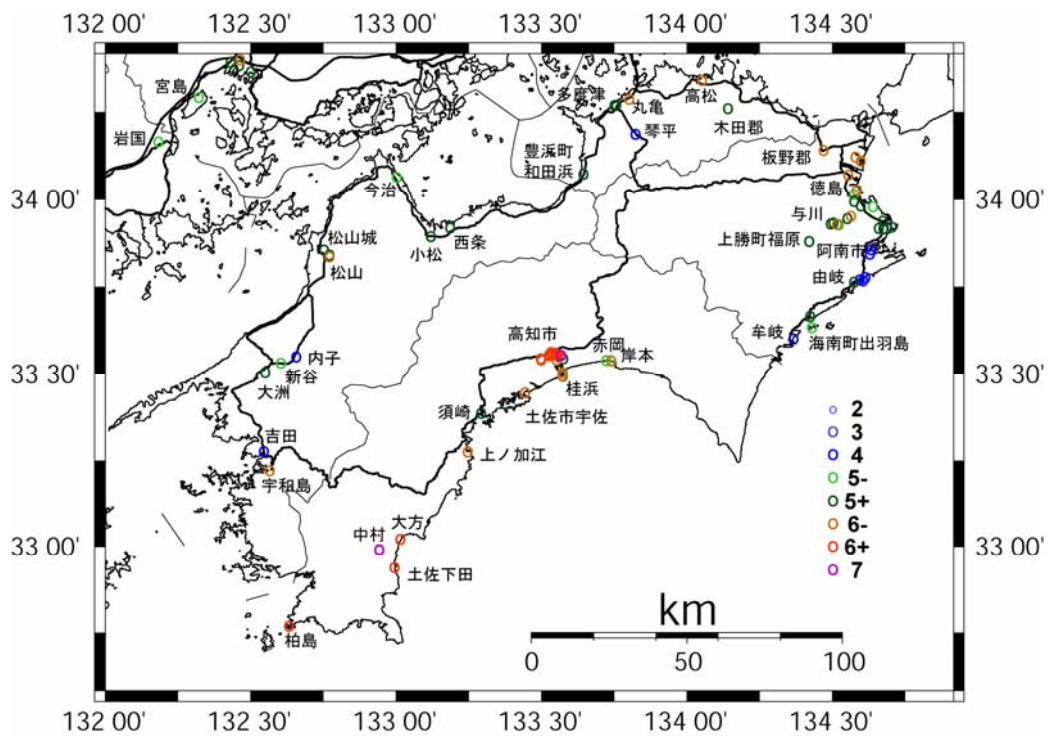 132 00' 132 30' 133 00' 133 30' 134 00' 134 30'
宮島
多度津
丸亀
高松
岩国
琴平
木田郡
豊浜町
和田浜
板野郡
今治
徳島
34 00'
34 00'
与川
松山城
西条
小松
上勝町福原
阿南市
松山
由岐
高知市
赤岡
岸本
牟岐
海南町出羽島
内子
新谷
大洲
桂浜
33 30'
33 30'
須崎
土佐市宇佐
2
3
吉田
上ノ加江
4
宇和島
5-
5+
大方
6-
中村
33 00'
33 00'
6+
土佐下田
7
km
柏島
0 50 100
132 00' 132 30' 133 00' 133 30' 134 00' 134 30'